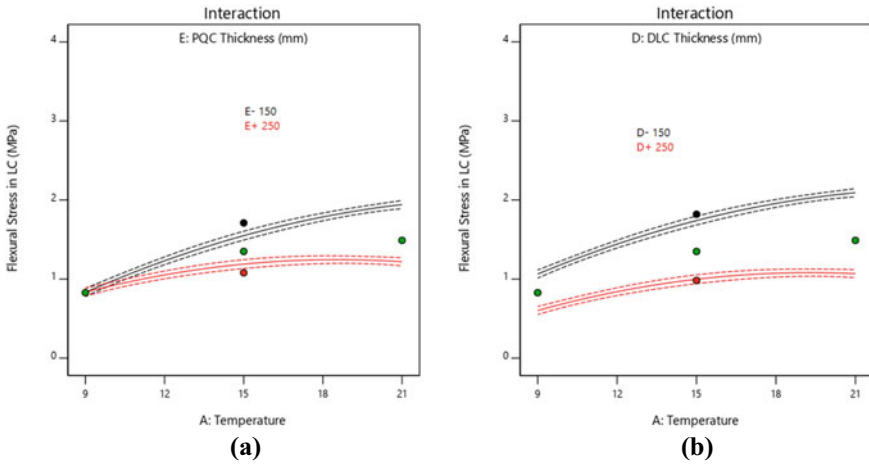 Interaction
E: PQC Thickness (mm)
4
3
2
1
0
Flexural Stress in LC (MPa)
E- 150
E+ 250
9
12
15
18
21
A: Temperature
(a)
Interaction
D: DLC Thickness (mm)
4
3
2
1
0
Flexural Stress in LC (MPa)
D- 150
D+ 250
9
12
15
18
21
A: Temperature
(b)